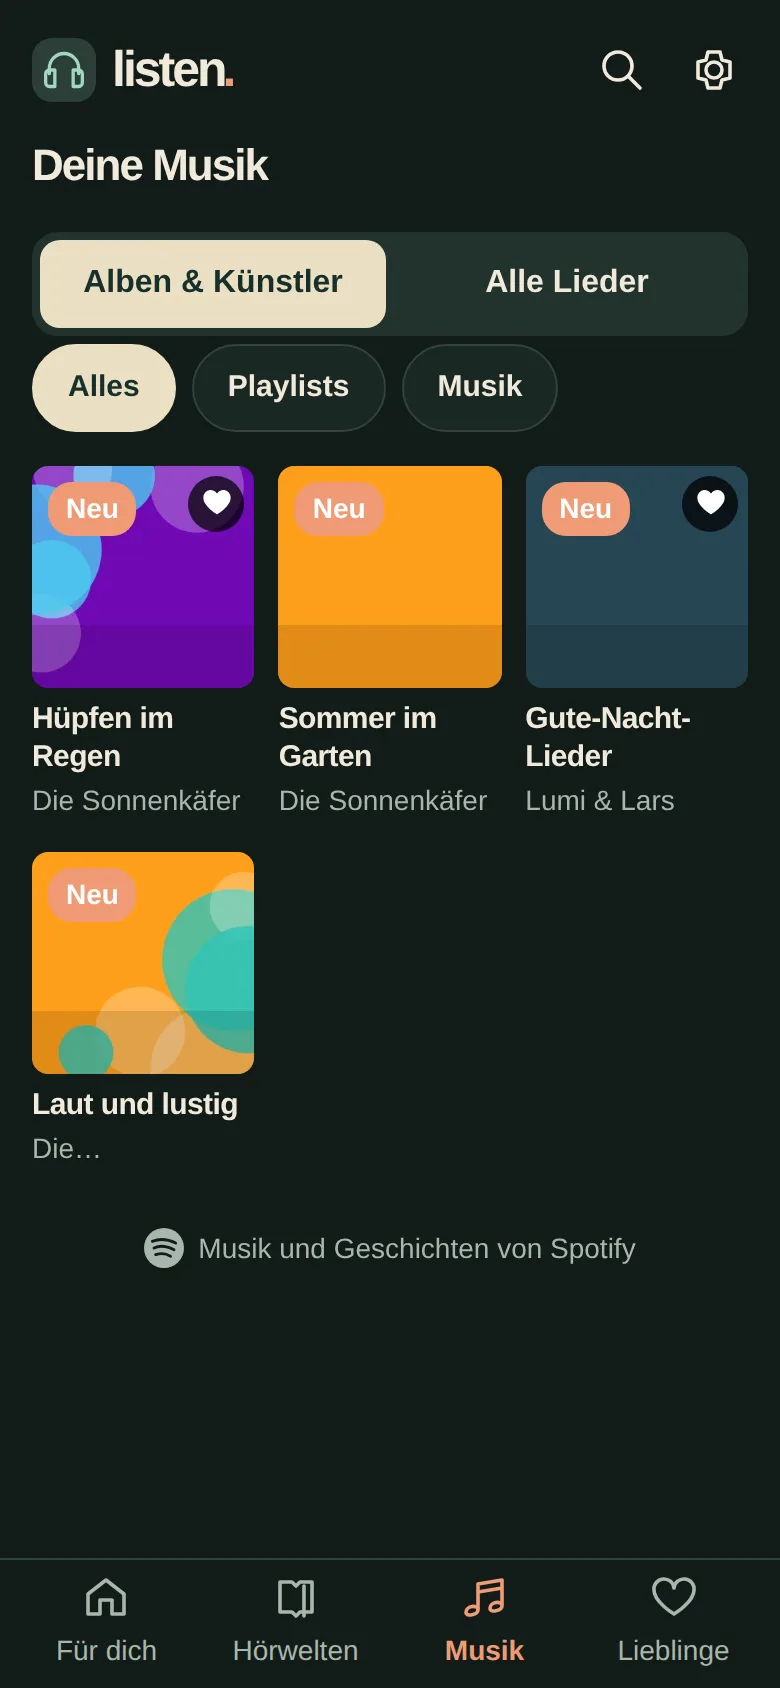 listen.
Deine Musik
Alben & Künstler
Alle Lieder
Alles
Playlists
Musik
Neu
Neu
Neu
Hüpfen im
Regen
Die Sonnenkäfer
Sommer im
Garten
Die Sonnenkäfer
Gute-Nacht-
Lieder
Lumi & Lars
Neu
Laut und lustig
Die…
Musik und Geschichten von Spotify
Für dich
Hörwelten
Musik
Lieblinge